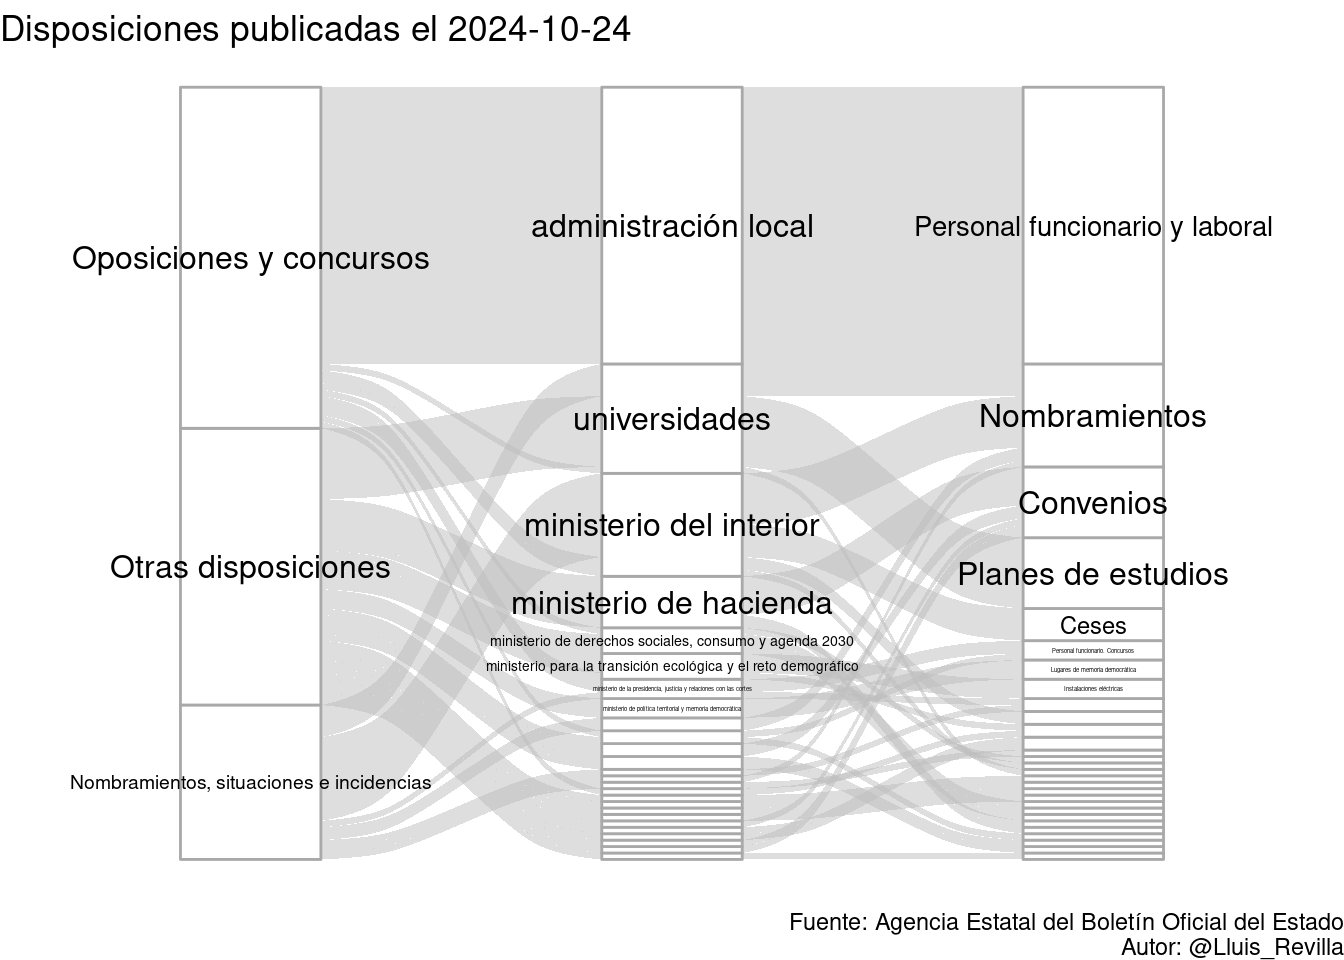 Disposiciones publicadas el 2024-10-24
Oposiciones y concursos
Otras disposiciones
Nombramientos, situaciones e incidencias
administración local
universidades
ministerio del interior
ministerio de hacienda
ministerio de derechos sociales, consumo y agenda 2030
ministerio para la transición ecológica y el reto demográfico
ministerio de la presidencia, justicia y relaciones con las cortes
ministerio de política territorial y memoria democrática
Personal funcionario y laboral
Nombramientos
Convenios
Planes de estudios
Ceses
Personal funcionario. Concursos
Lugares de memoria democrática
Instalaciones eléctricas
Fuente: Agencia Estatal del Boletín Oficial del Estado
Autor: @Lluis_Revilla